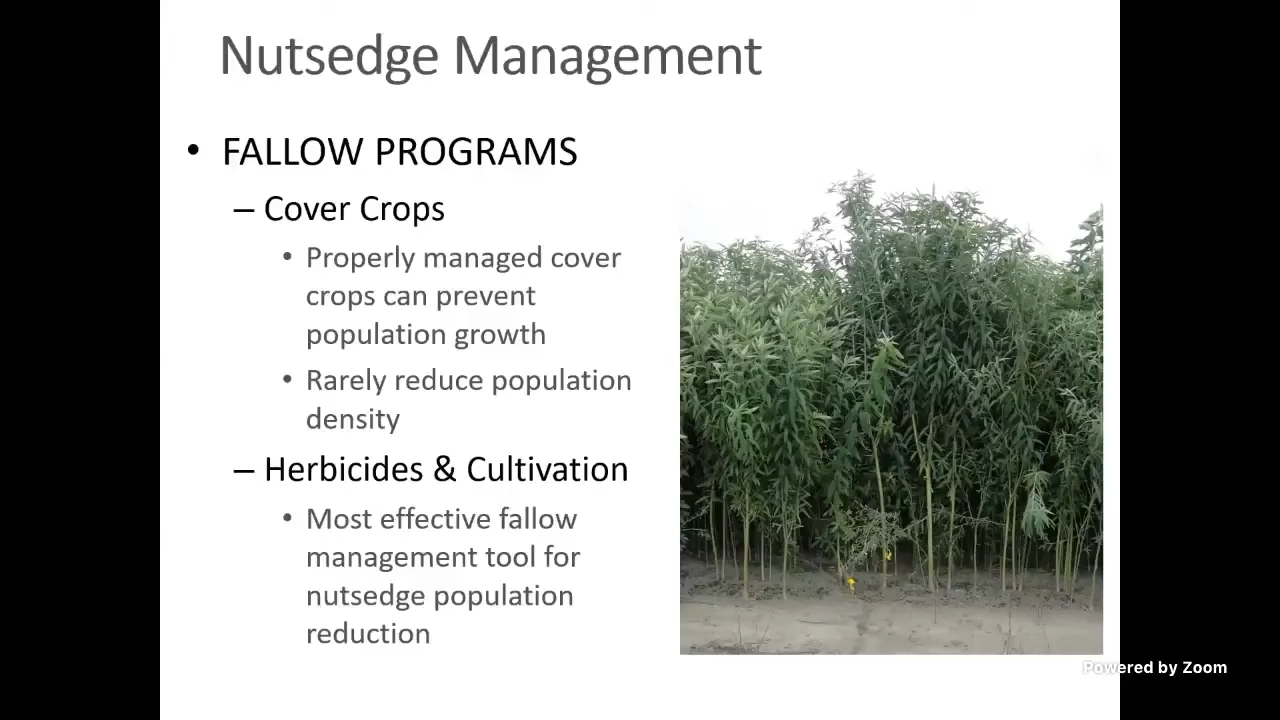 Nutsedge Management
• FALLOW PROGRAMS
– Cover Crops
• Properly managed cover
crops can prevent
population growth
• Rarely reduce population
density
– Herbicides & Cultivation
• Most effective fallow
management tool for
nutsedge population
reduction
Powered by Zoom